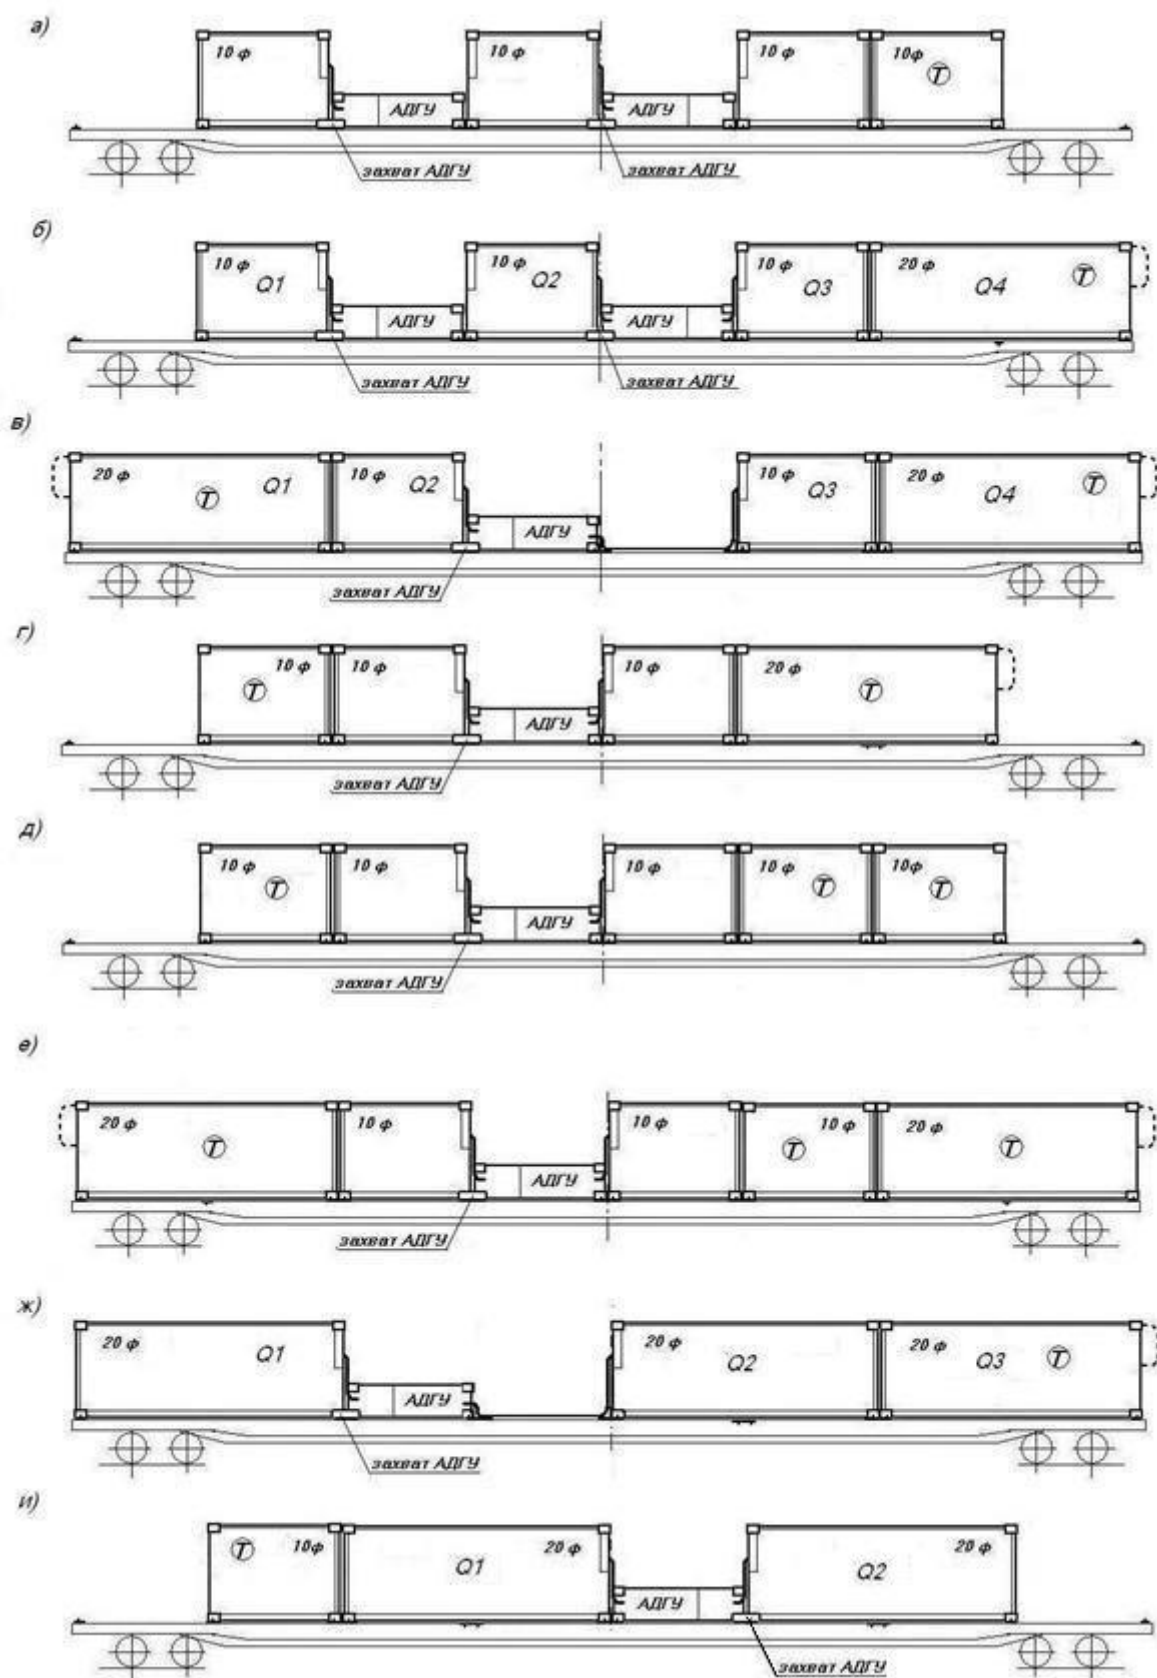 а)
10 ф 10 ф 10 ф 10ф Т
АДГУ АДГУ
захват АДГУ захват АДГУ
б)
10 ф Q1 10 ф Q2 10 ф Q3 20 ф Q4 Т
АДГУ АДГУ
захват АДГУ захват АДГУ
в)
20 ф Т Q1 10 ф Q2 10 ф Q3 20 ф Q4 Т
АДГУ
захват АДГУ
г)
Т 10 ф 10 ф 10 ф 20 ф Т
АДГУ
захват АДГУ
д)
10 ф Т 10 ф 10 ф 10 ф Т 10ф Т
АДГУ
захват АДГУ
е)
20 ф Т 10 ф 10 ф Т 10 ф 20 ф Т
АДГУ
захват АДГУ
ж)
20 ф Q1 20 ф Q2 20 ф Q3 Т
АДГУ
захват АДГУ
и)
Т 10ф Q1 20 ф Q2 20 ф
АДГУ
захват АДГУ